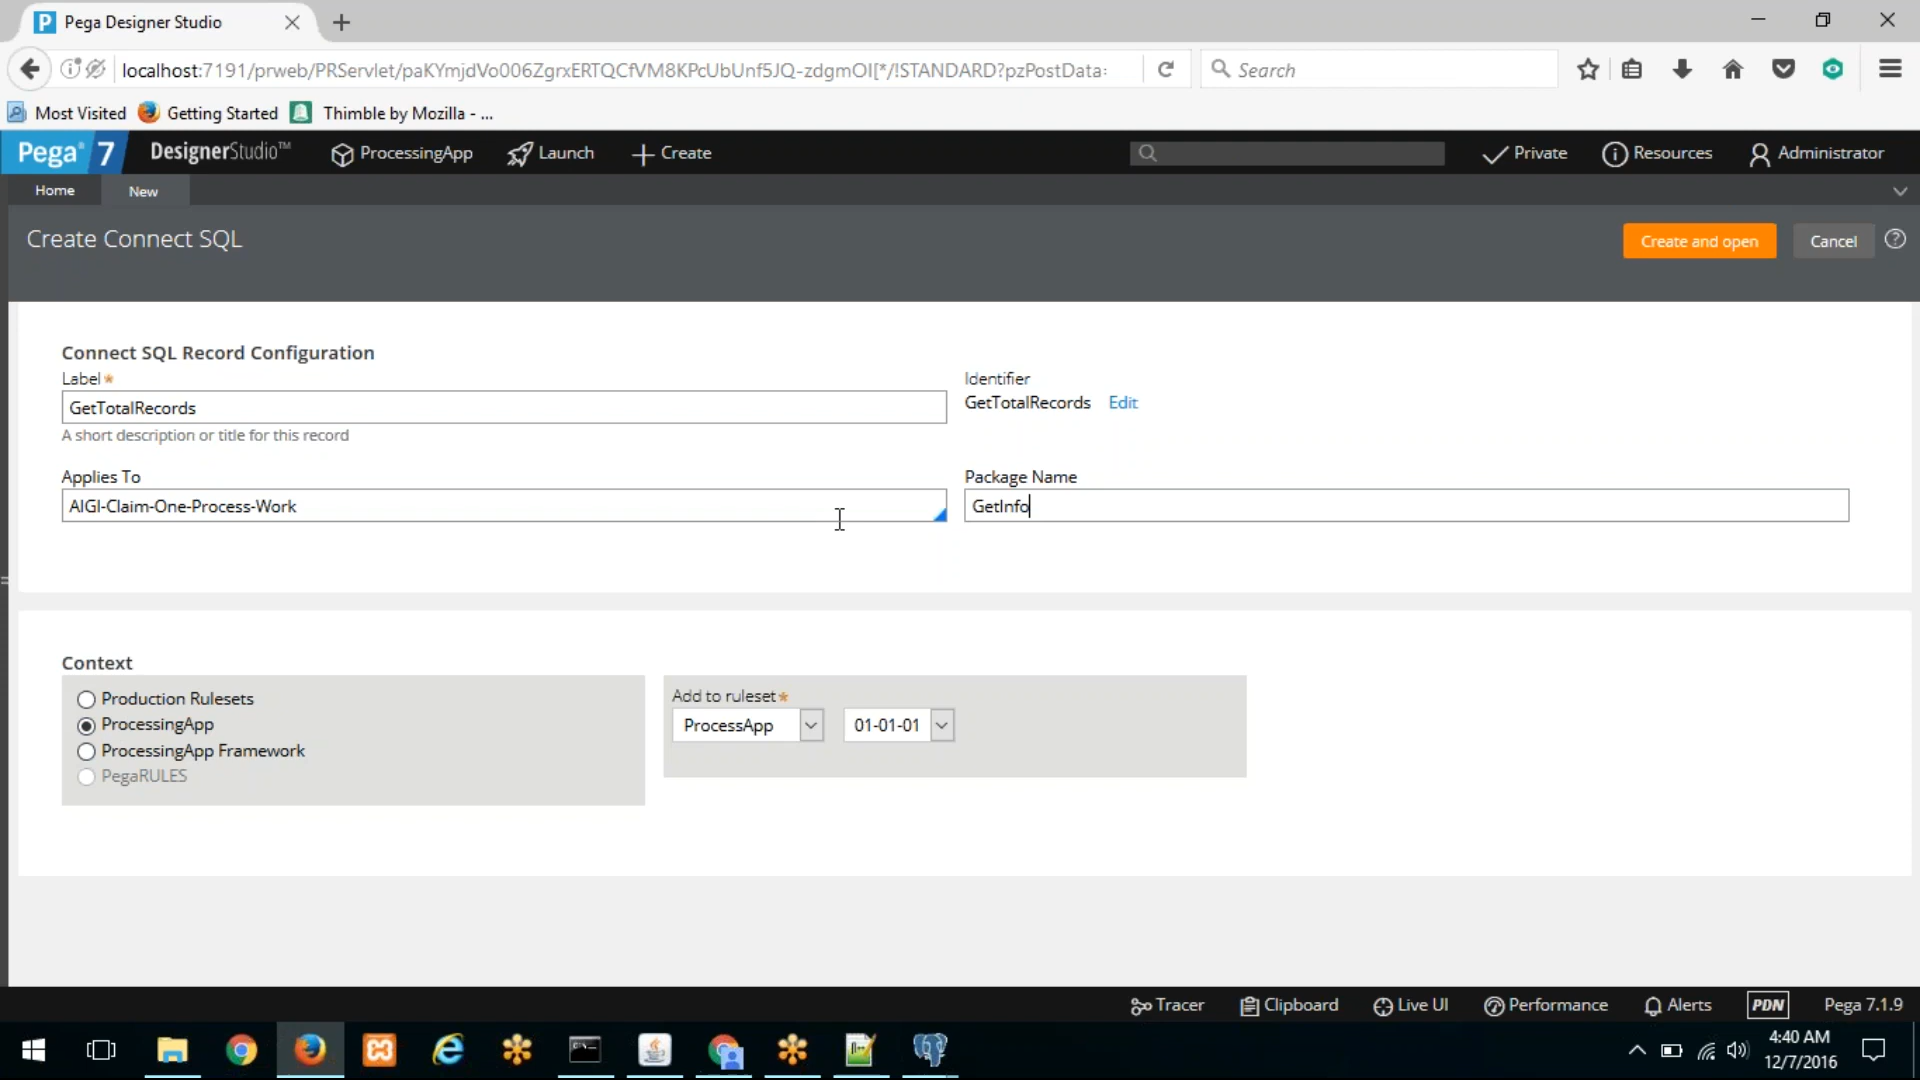 Pega Designer Studio
localhost:7191/prweb/PRServlet/paKYmjdVo006ZgrxERTQCfVM8KPcUbUnf5JQ-zdgmOI[*/!STANDARD?pzPostData:
Search
Most Visited
Getting Started
Thimble by Mozilla - ...
Pega 7
DesignerStudio™
ProcessingApp
Launch
Create
Private
Resources
Administrator
Home
New
Create Connect SQL
Create and open
Cancel
Connect SQL Record Configuration
Label *
Identifier
GetTotalRecords
GetTotalRecords Edit
A short description or title for this record
Applies To
Package Name
AIGI-Claim-One-Process-Work
GetInfo
Context
Production Rulesets
ProcessingApp
ProcessingApp Framework
PegaRULES
Add to ruleset *
ProcessApp
01-01-01
Tracer
Clipboard
Live UI
Performance
Alerts
PDN
Pega 7.1.9
4:40 AM
12/7/2016